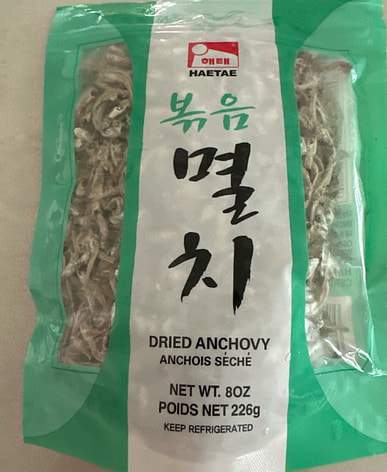 해태
HAETAE
볶음
멸
치
DRIED ANCHOVY
ANCHOIS SÉCHÉ
NET WT. 8OZ
POIDS NET 226g
KEEP REFRIGERATED